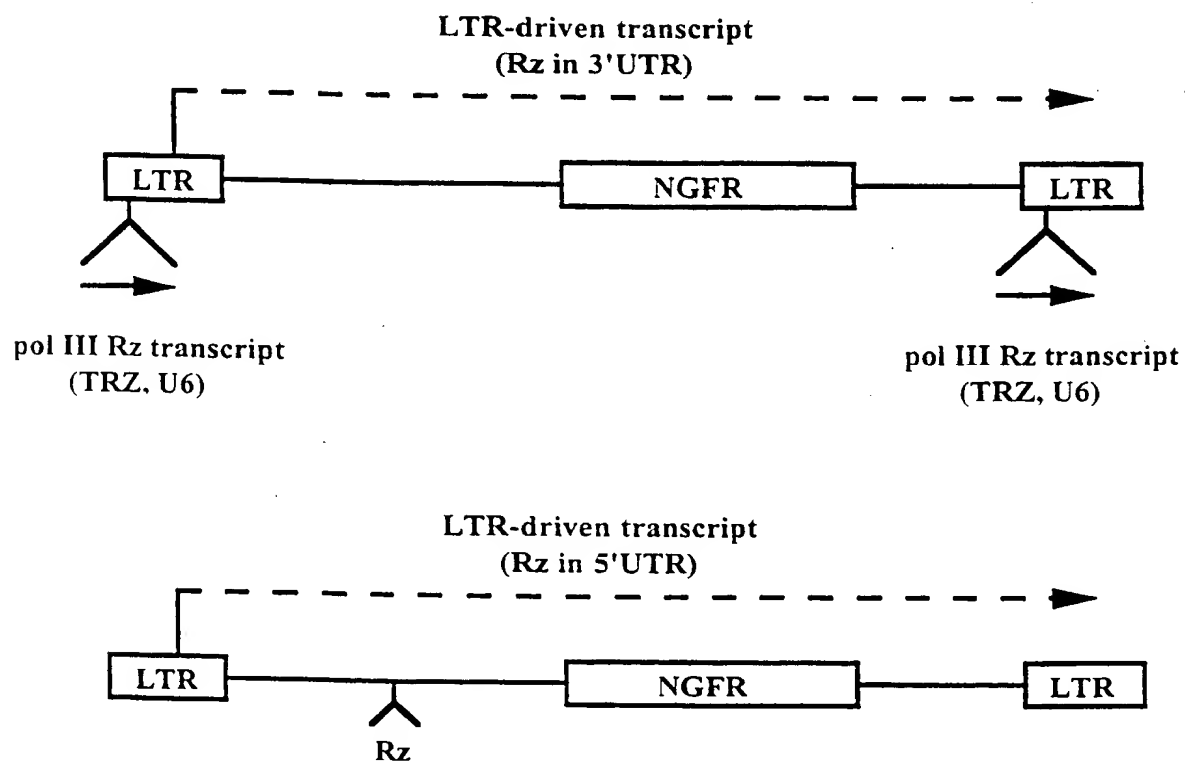 LTR-driven transcript
(Rz in 3'UTR)
LTR
NGFR
LTR
pol III Rz transcript
(TRZ, U6)
pol III Rz transcript
(TRZ, U6)
LTR-driven transcript
(Rz in 5'UTR)
LTR
NGFR
LTR
Rz